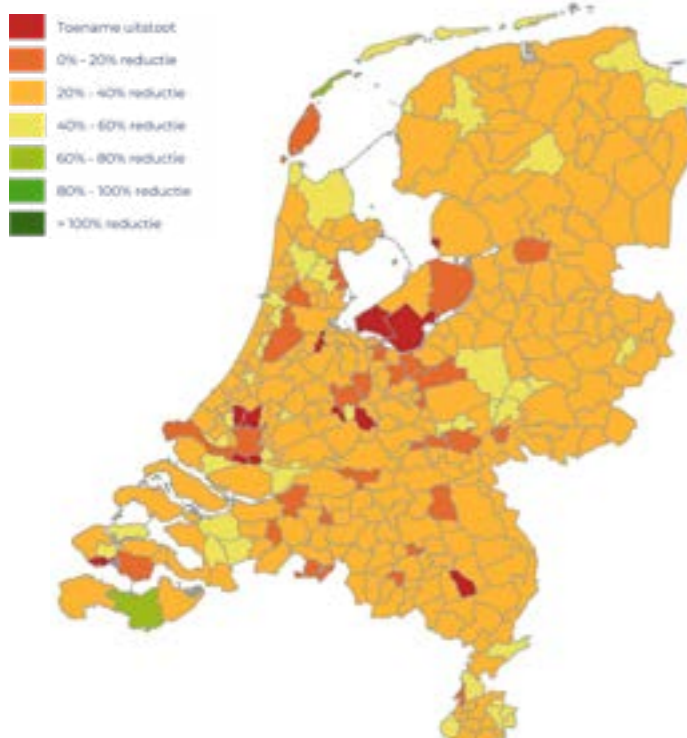 Toename uitstoot
0% - 20% reductie
20% - 40% reductie
40% - 60% reductie
60% - 80% reductie
80% - 100% reductie
> 100% reductie